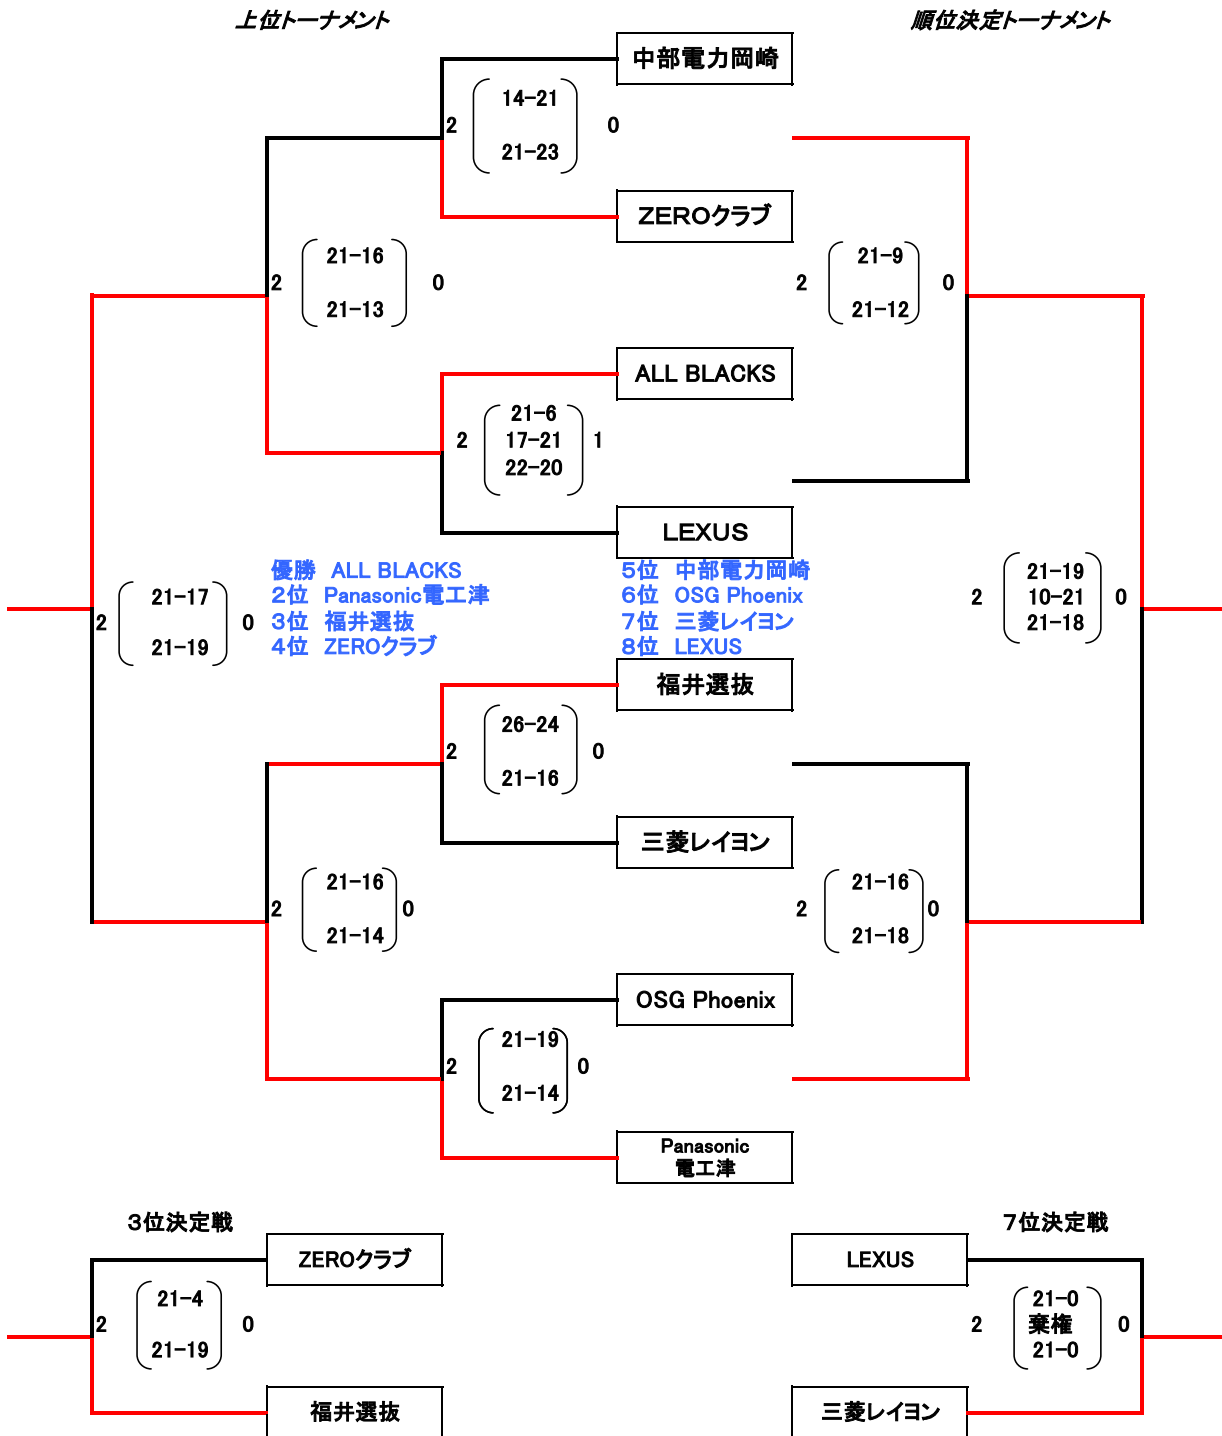 上位トーナメント
順位決定トーナメント
中部電力岡崎
14-21
2 0
21-23
ZEROクラブ
21-16
2 0
21-13
21-9
2 0
21-12
ALL BLACKS
21-6
2 17-21 1
22-20
LEXUS
優勝 ALL BLACKS
2位 Panasonic電工津
3位 福井選抜
4位 ZEROクラブ
5位 中部電力岡崎
6位 OSG Phoenix
7位 三菱レイヨン
8位 LEXUS
21-17
2 0
21-19
21-19
2 10-21 0
21-18
福井選抜
26-24
2 0
21-16
三菱レイヨン
21-16
2 0
21-14
21-16
2 0
21-18
OSG Phoenix
21-19
2 0
21-14
Panasonic
電工津
3位決定戦
ZEROクラブ
21-4
2 0
21-19
福井選抜
7位決定戦
LEXUS
21-0
2 棄権 0
21-0
三菱レイヨン